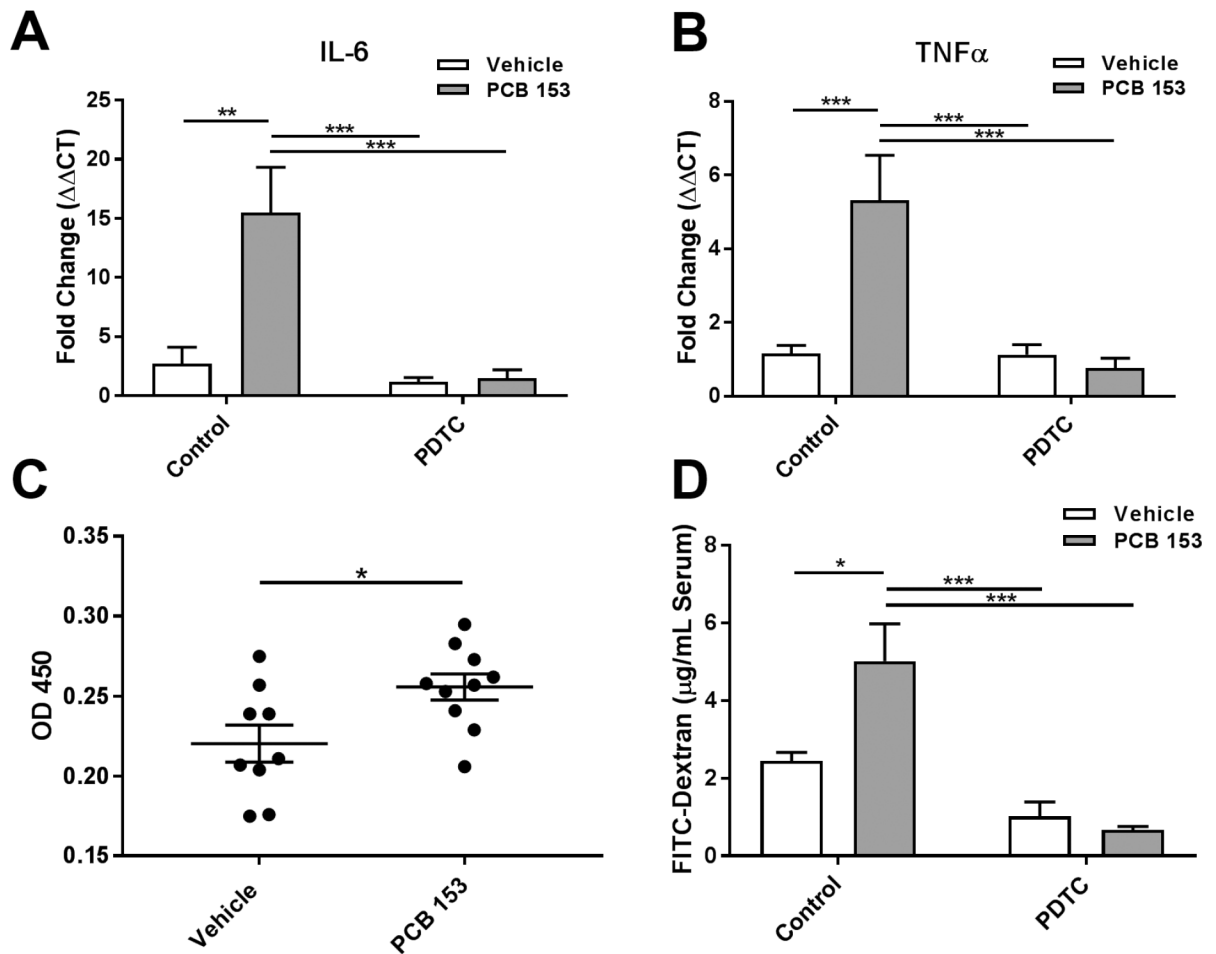 A
IL-6
Vehicle
PCB 153
Fold Change (ΔΔCT)
25
20
15
10
5
0
**
***
***
Control
PDTC
B
TNFα
Vehicle
PCB 153
Fold Change (ΔΔCT)
8
6
4
2
0
***
***
***
Control
PDTC
C
OD 450
0.35
0.30
0.25
0.20
0.15
*
Vehicle
PCB 153
D
Vehicle
PCB 153
FITC-Dextran (μg/mL Serum)
8
6
4
2
0
*
***
***
Control
PDTC